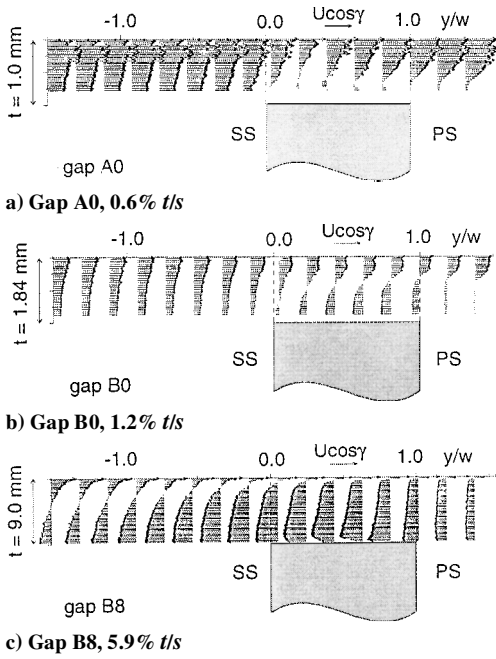 -1.0 0.0 Ucosγ 1.0 y/w
t = 1.0 mm
SS PS
gap A0
a) Gap A0, 0.6% t/s
-1.0 0.0 Ucosγ 1.0 y/w
t = 1.84 mm
SS PS
gap B0
b) Gap B0, 1.2% t/s
-1.0 0.0 Ucosγ 1.0 y/w
t = 9.0 mm
SS PS
gap B8
c) Gap B8, 5.9% t/s